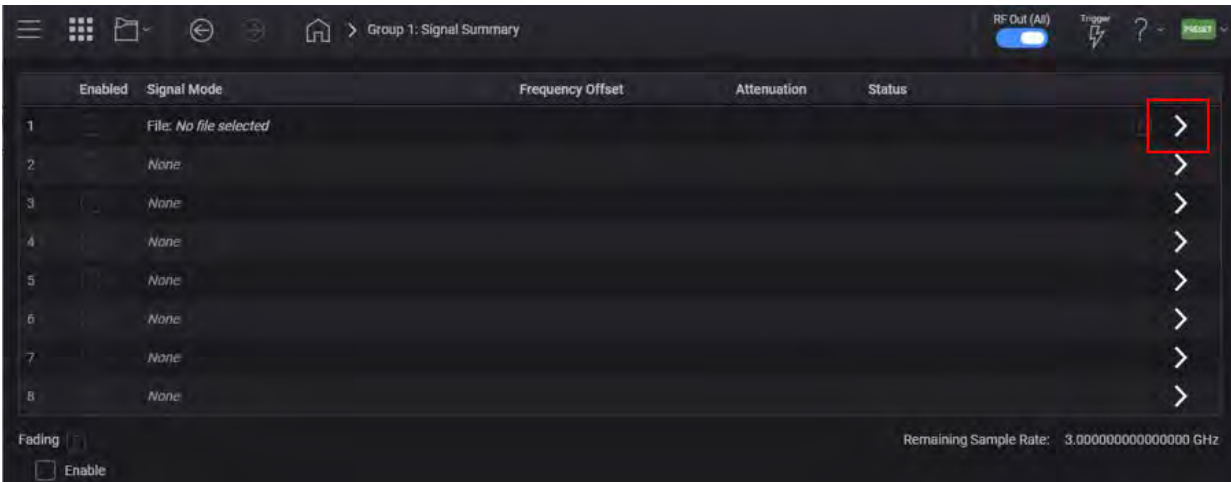 Group 1: Signal Summary
RF Out (All)
Trigger
?
PRESET
Enabled Signal Mode Frequency Offset Attenuation Status
1 File: No file selected
2 None
3 None
4 None
5 None
6 None
7 None
8 None
Fading
Remaining Sample Rate: 3.000000000000000 GHz
Enable